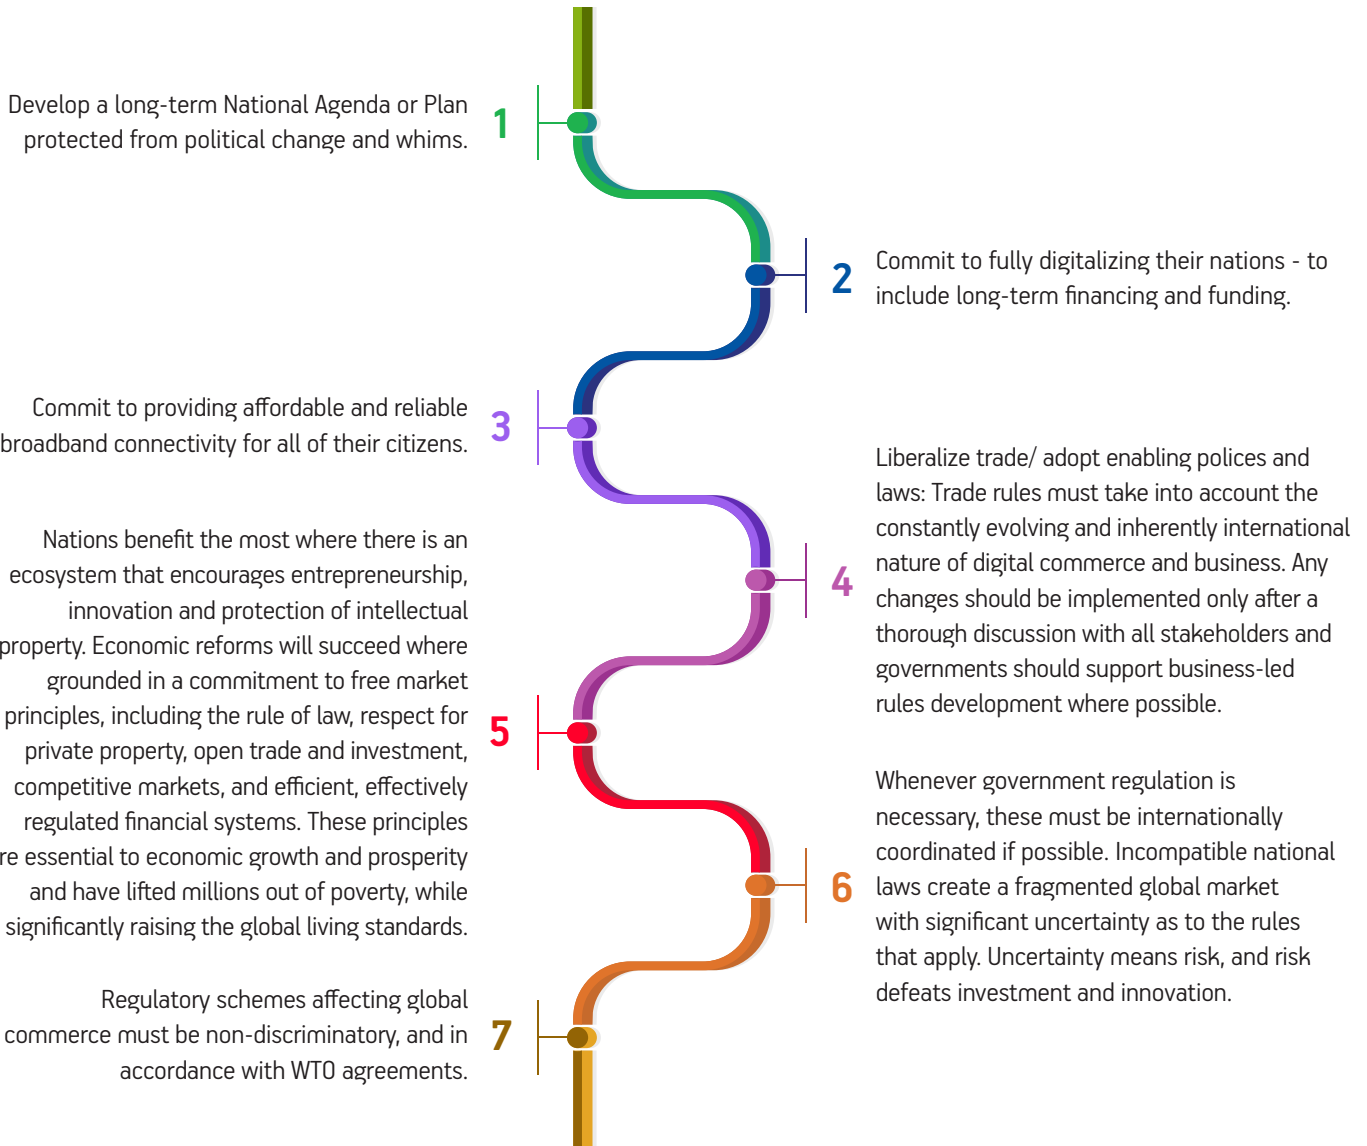 Develop a long-term National Agenda or Plan
protected from political change and whims.
1
2
Commit to fully digitalizing their nations - to
include long-term financing and funding.
Commit to providing affordable and reliable
broadband connectivity for all of their citizens.
3
4
Liberalize trade/ adopt enabling polices and
laws: Trade rules must take into account the
constantly evolving and inherently international
nature of digital commerce and business. Any
changes should be implemented only after a
thorough discussion with all stakeholders and
governments should support business-led
rules development where possible.
Nations benefit the most where there is an
ecosystem that encourages entrepreneurship,
innovation and protection of intellectual
property. Economic reforms will succeed where
grounded in a commitment to free market
principles, including the rule of law, respect for
private property, open trade and investment,
competitive markets, and efficient, effectively
regulated financial systems. These principles
re essential to economic growth and prosperity
and have lifted millions out of poverty, while
significantly raising the global living standards.
5
6
Whenever government regulation is
necessary, these must be internationally
coordinated if possible. Incompatible national
laws create a fragmented global market
with significant uncertainty as to the rules
that apply. Uncertainty means risk, and risk
defeats investment and innovation.
Regulatory schemes affecting global
commerce must be non-discriminatory, and in
accordance with WTO agreements.
7